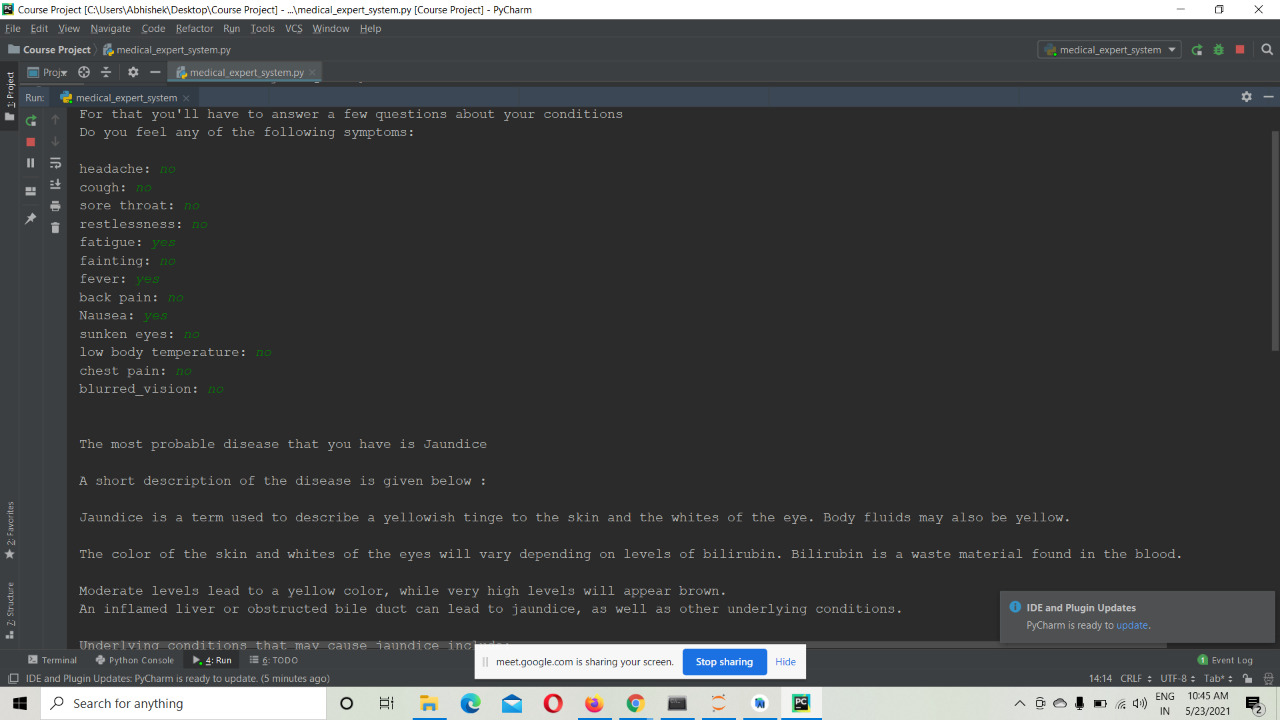 Course Project [C:\Users\Abhishek\Desktop\Course Project] - ...\medical_expert_system.py [Course Project] - PyCharm
File Edit View Navigate Code Refactor Run Tools VCS Window Help
Course Project medical_expert_system.py medical_expert_system
1: Project Proj medical_expert_system.py
Run: medical_expert_system
For that you'll have to answer a few questions about your conditions
Do you feel any of the following symptoms:
headache: no
cough: no
sore throat: no
restlessness: no
fatigue: yes
fainting: no
fever: yes
back pain: no
Nausea: yes
sunken eyes: no
low body temperature: no
chest pain: no
blurred_vision: no
The most probable disease that you have is Jaundice
A short description of the disease is given below :
Jaundice is a term used to describe a yellowish tinge to the skin and the whites of the eye. Body fluids may also be yellow.
The color of the skin and whites of the eyes will vary depending on levels of bilirubin. Bilirubin is a waste material found in the blood.
Moderate levels lead to a yellow color, while very high levels will appear brown.
An inflamed liver or obstructed bile duct can lead to jaundice, as well as other underlying conditions.
Underlying conditions that may cause jaundice include:
2: Favorites
7: Structure
IDE and Plugin Updates
PyCharm is ready to update.
meet.google.com is sharing your screen. Stop sharing Hide
Terminal Python Console 4: Run 6: TODO 1 Event Log
IDE and Plugin Updates: PyCharm is ready to update. (5 minutes ago) 14:14 CRLF UTF-8 Tab*
Search for anything
ENG
IN
10:45 AM
5/23/2021
2